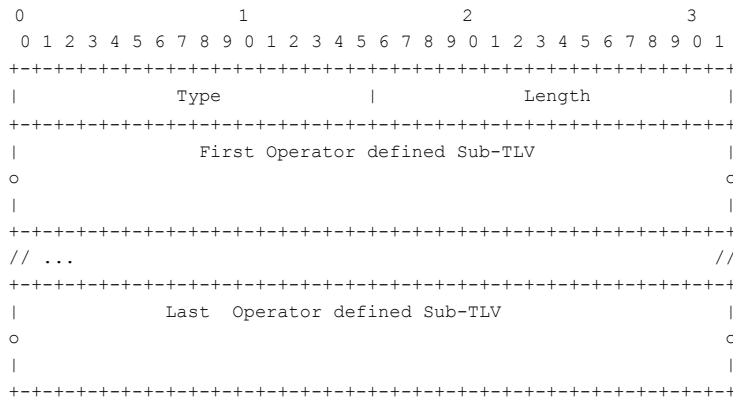 0                   1                   2                   3
 0 1 2 3 4 5 6 7 8 9 0 1 2 3 4 5 6 7 8 9 0 1 2 3 4 5 6 7 8 9 0 1
+-+-+-+-+-+-+-+-+-+-+-+-+-+-+-+-+-+-+-+-+-+-+-+-+-+-+-+-+-+-+-+-+
|              Type             |             Length            |
+-+-+-+-+-+-+-+-+-+-+-+-+-+-+-+-+-+-+-+-+-+-+-+-+-+-+-+-+-+-+-+-+
|                First Operator defined Sub-TLV                 |
o                                                               o
|                                                               |
+-+-+-+-+-+-+-+-+-+-+-+-+-+-+-+-+-+-+-+-+-+-+-+-+-+-+-+-+-+-+-+-+
// ...                                                         //
+-+-+-+-+-+-+-+-+-+-+-+-+-+-+-+-+-+-+-+-+-+-+-+-+-+-+-+-+-+-+-+-+
|             Last  Operator defined Sub-TLV                    |
o                                                               o
|                                                               |
+-+-+-+-+-+-+-+-+-+-+-+-+-+-+-+-+-+-+-+-+-+-+-+-+-+-+-+-+-+-+-+-+